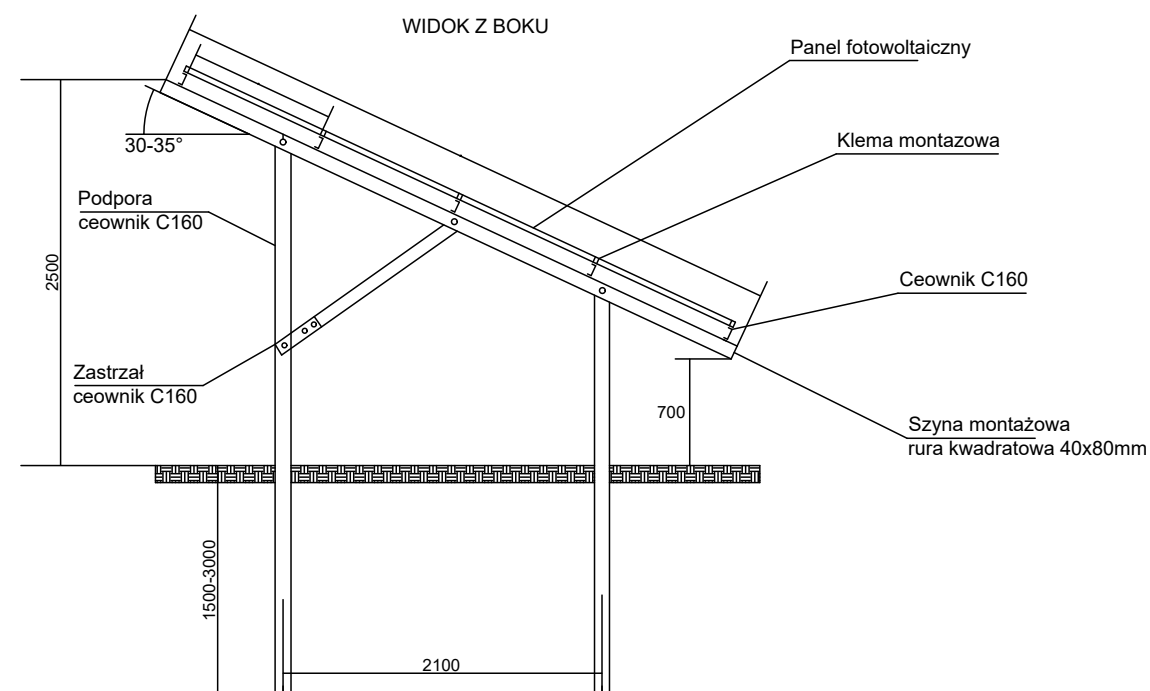 WIDOK Z BOKU
Panel fotowoltaiczny
30-35°
Klema montazowa
Podpora
ceownik C160
2500
Ceownik C160
Zastrzał
ceownik C160
700
Szyna montażowa
rura kwadratowa 40x80mm
1500-3000
2100